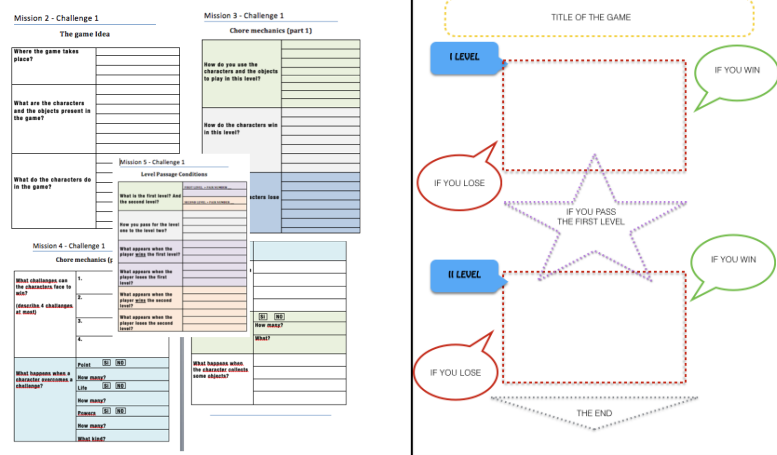 Mission 2 - Challenge 1
The game Idea
Where the game takes
place?
What are the characters
and the objects present in
the game?
What do the characters do
in the game?
Mission 3 - Challenge 1
Chore mechanics (part 1)
How do you use the
characters and the objects
to play in this level?
How do the characters win
in this level?
cters lose
Mission 5 - Challenge 1
Level Passage Conditions
What is the first level? And
the second level?
How you pass for the level
one to the level two?
What appears when the
player wins the first level?
What appears when the
player loses the first
level?
What appears when the
player wins the second
level?
What appears when the
player loses the second
level?
Mission 4 - Challenge 1
Chore mechanics (p
What challanges can
the characters face to
win?
(describe 4 challanges
at most)
1.
2.
3.
4.
What happens when a
character overcomes a
challenge?
Point SI NO
How many?
Life SI NO
How many?
Powers SI NO
How many?
What kind?
SI NO
How many?
What?
What happens when
the character collects
some objects?
TITLE OF THE GAME
I LEVEL
IF YOU WIN
IF YOU LOSE
IF YOU PASS
THE FIRST LEVEL
II LEVEL
IF YOU WIN
IF YOU LOSE
THE END